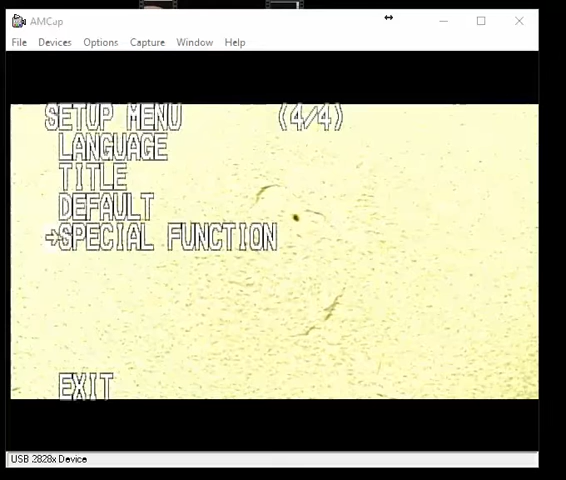 AMCap
File Devices Options Capture Window Help
SETUP MENU (4/4)
LANGUAGE
TITLE
DEFAULT
→SPECIAL FUNCTION
EXIT
USB 2828x Device